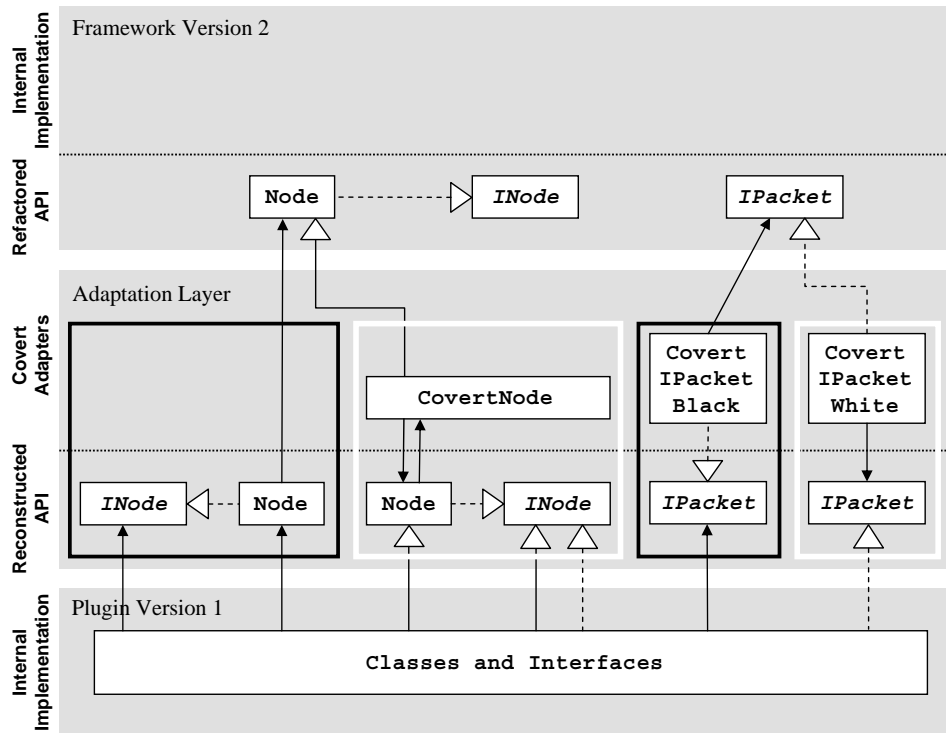 Internal
Implementation
Framework Version 2
Refactored
API
Node
INode
IPacket
Adaptation Layer
Covert
Adapters
CovertNode
Covert
IPacket
Black
Covert
IPacket
White
Reconstructed
API
INode
Node
Node
INode
IPacket
IPacket
Internal
Implementation
Plugin Version 1
Classes and Interfaces